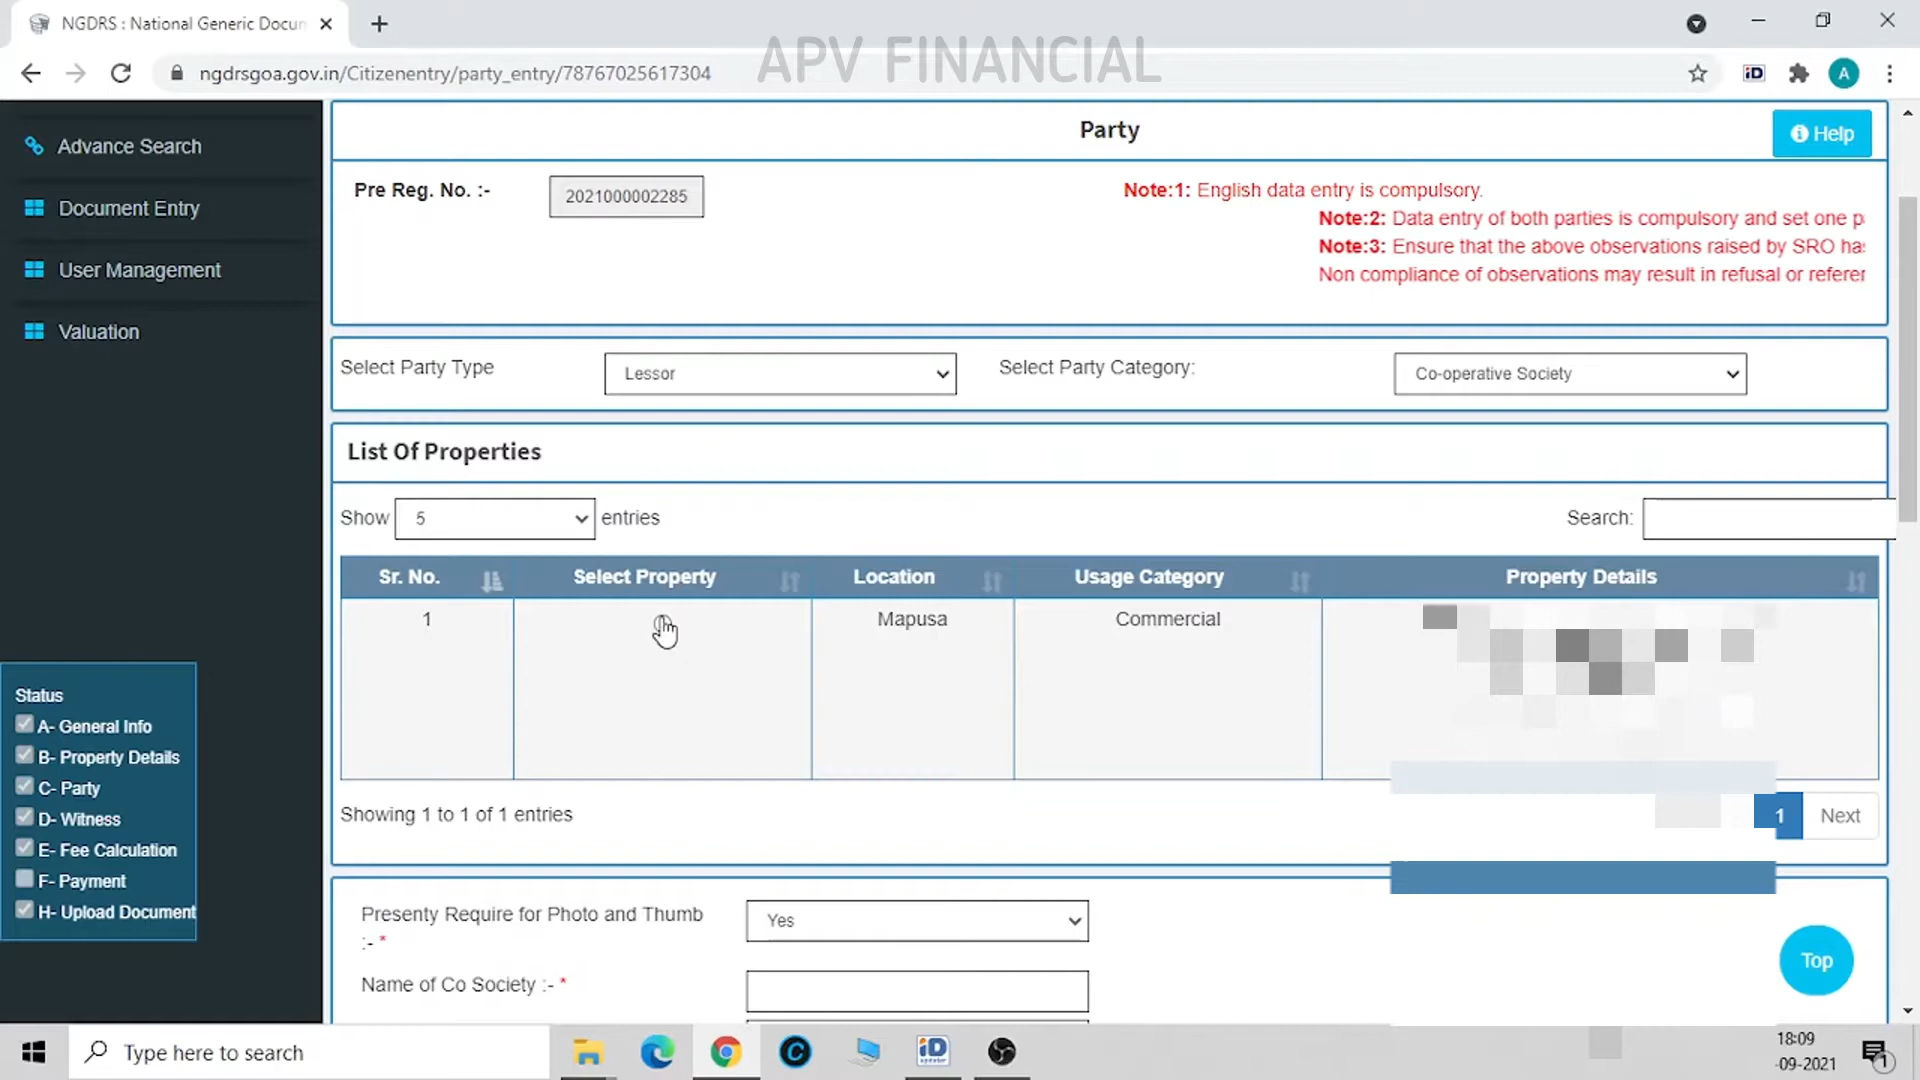 NGDRS : National Generic Docun
APV FINANCIAL
ngdrsgoa.gov.in/Citizenentry/party_entry/78767025617304
iD
A
Advance Search
Document Entry
User Management
Valuation
Party
Help
Pre Reg. No. :-
2021000002285
Note:1: English data entry is compulsory.
Note:2: Data entry of both parties is compulsory and set one p
Note:3: Ensure that the above observations raised by SRO ha
Non compliance of observations may result in refusal or refere
Select Party Type
Lessor
Select Party Category:
Co-operative Society
List Of Properties
Show 5 entries
Search:
Sr. No. Select Property Location Usage Category Property Details
1 Mapusa Commercial
Showing 1 to 1 of 1 entries
1 Next
Status
A- General Info
B- Property Details
C- Party
D- Witness
E- Fee Calculation
F- Payment
H- Upload Document
Presenty Require for Photo and Thumb
:- *
Yes
Name of Co Society :- *
Top
Type here to search
iD
18:09
-09-2021
1